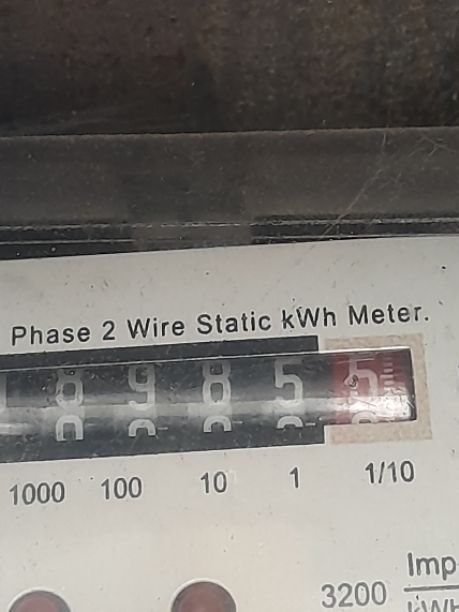 Phase 2 Wire Static kWh Meter.
8 9 8 5 5
1000 100 10 1 1/10
Imp
3200 kWh